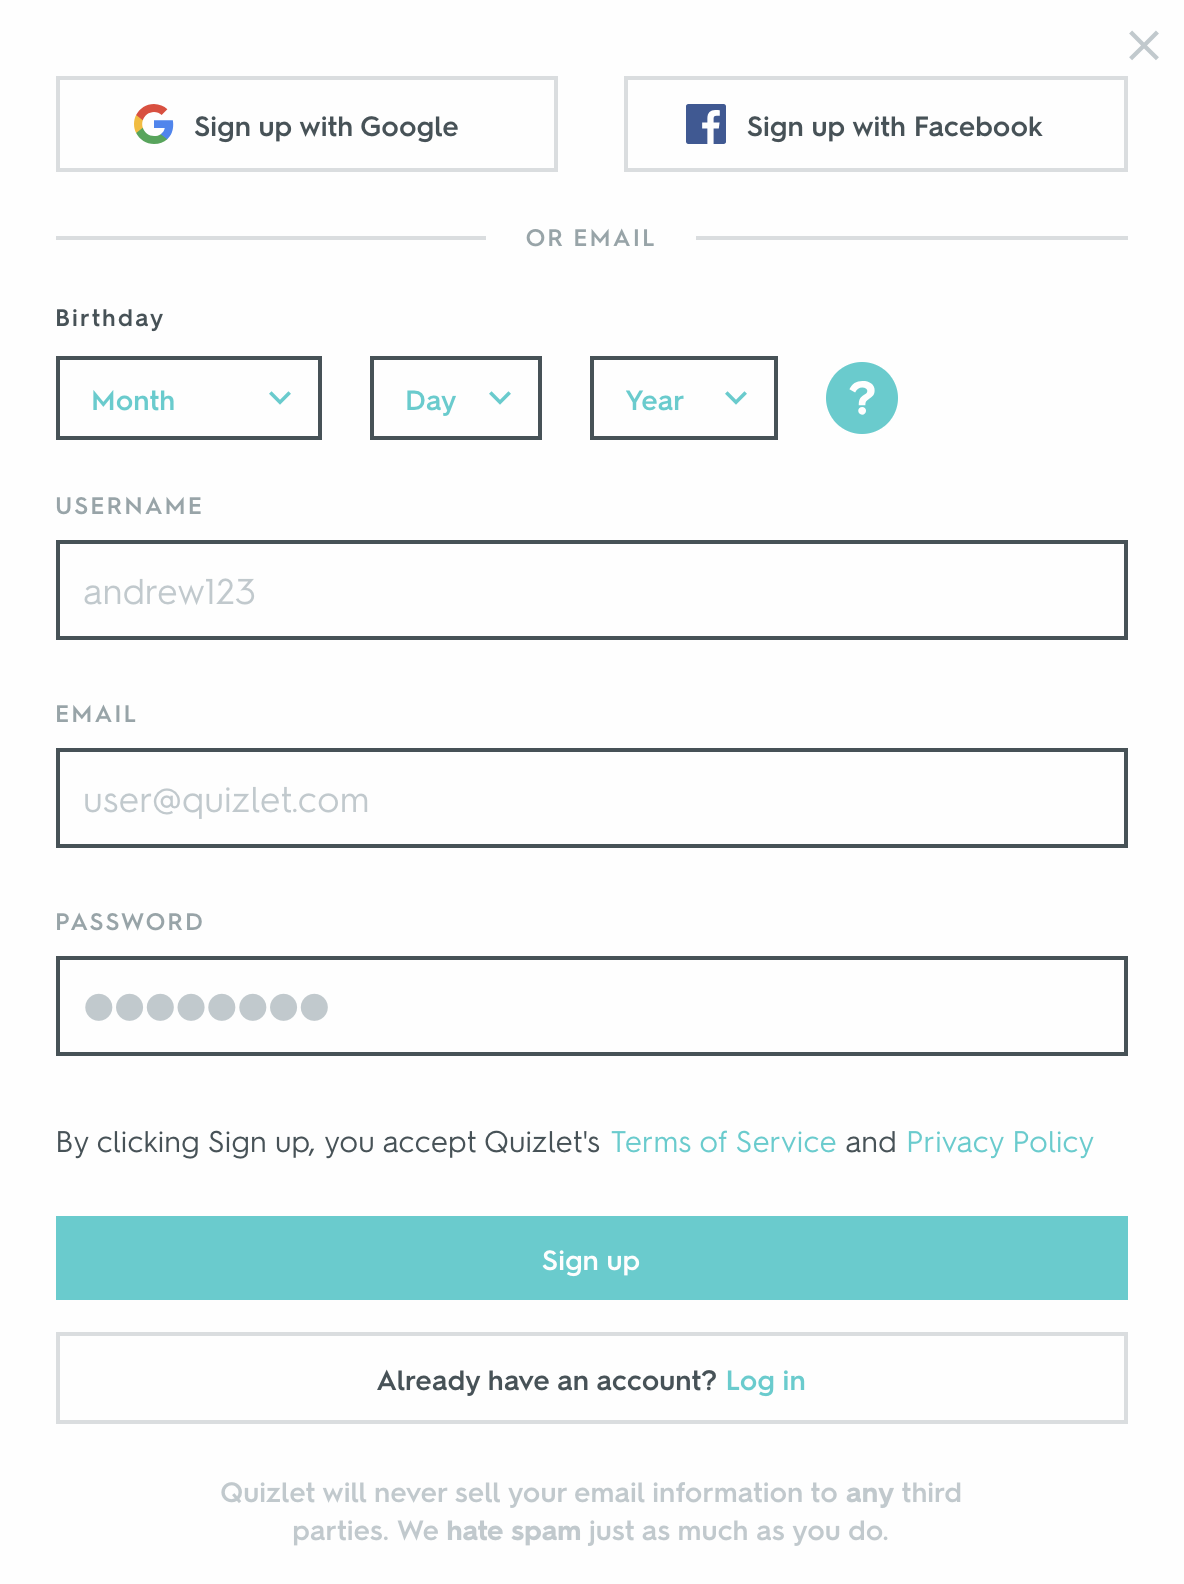 Sign up with Google
Sign up with Facebook
OR EMAIL
Birthday
Month
Day
Year
?
USERNAME
andrew123
EMAIL
user@quizlet.com
PASSWORD
By clicking Sign up, you accept Quizlet's Terms of Service and Privacy Policy
Sign up
Already have an account? Log in
Quizlet will never sell your email information to any third
parties. We hate spam just as much as you do.